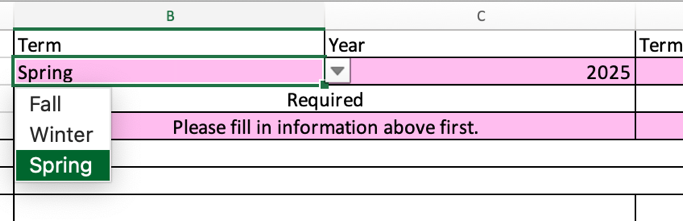 B C
Term Year Term
Spring 2025
Required
Please fill in information above first.
Fall
Winter
Spring